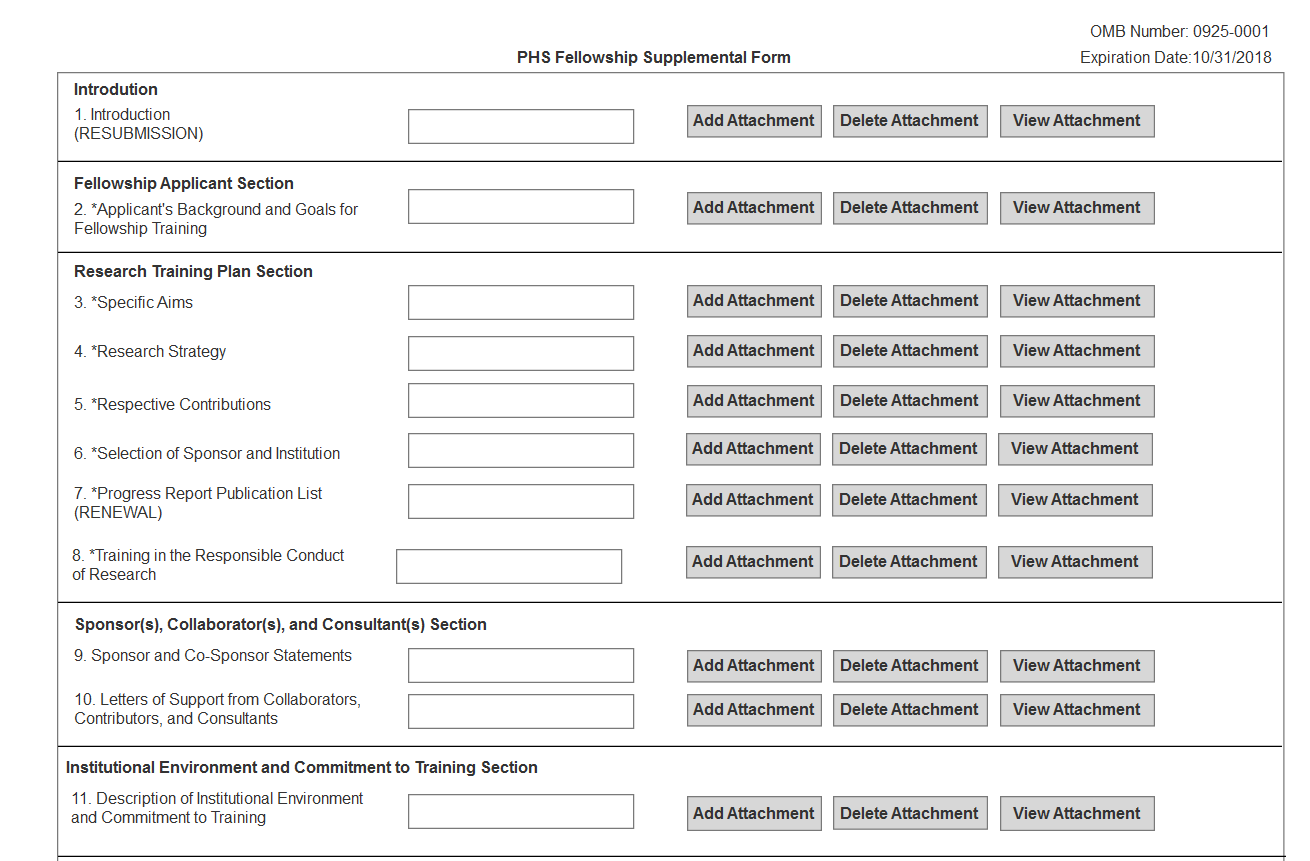 OMB Number: 0925-0001
PHS Fellowship Supplemental Form
Expiration Date:10/31/2018
Introdution
1. Introduction
(RESUBMISSION)
Add Attachment Delete Attachment View Attachment
Fellowship Applicant Section
2. *Applicant's Background and Goals for
Fellowship Training
Add Attachment Delete Attachment View Attachment
Research Training Plan Section
3. *Specific Aims Add Attachment Delete Attachment View Attachment
4. *Research Strategy Add Attachment Delete Attachment View Attachment
5. *Respective Contributions Add Attachment Delete Attachment View Attachment
6. *Selection of Sponsor and Institution Add Attachment Delete Attachment View Attachment
7. *Progress Report Publication List
(RENEWAL)
Add Attachment Delete Attachment View Attachment
8. *Training in the Responsible Conduct
of Research
Add Attachment Delete Attachment View Attachment
Sponsor(s), Collaborator(s), and Consultant(s) Section
9. Sponsor and Co-Sponsor Statements Add Attachment Delete Attachment View Attachment
10. Letters of Support from Collaborators,
Contributors, and Consultants
Add Attachment Delete Attachment View Attachment
Institutional Environment and Commitment to Training Section
11. Description of Institutional Environment
and Commitment to Training
Add Attachment Delete Attachment View Attachment